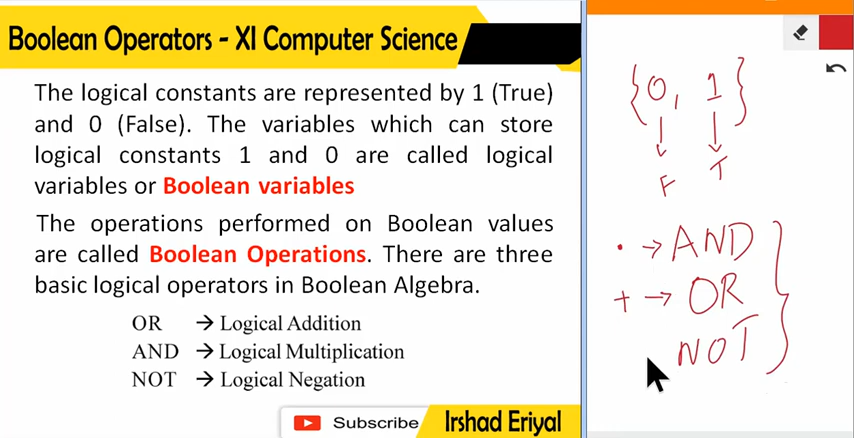 Boolean Operators - XI Computer Science
The logical constants are represented by 1 (True)
and 0 (False). The variables which can store
logical constants 1 and 0 are called logical
variables or Boolean variables
The operations performed on Boolean values
are called Boolean Operations. There are three
basic logical operators in Boolean Algebra.
OR → Logical Addition
AND → Logical Multiplication
NOT → Logical Negation
Subscribe Irshad Eriyal
{0, 1}
F T
. → AND
+ → OR
NOT